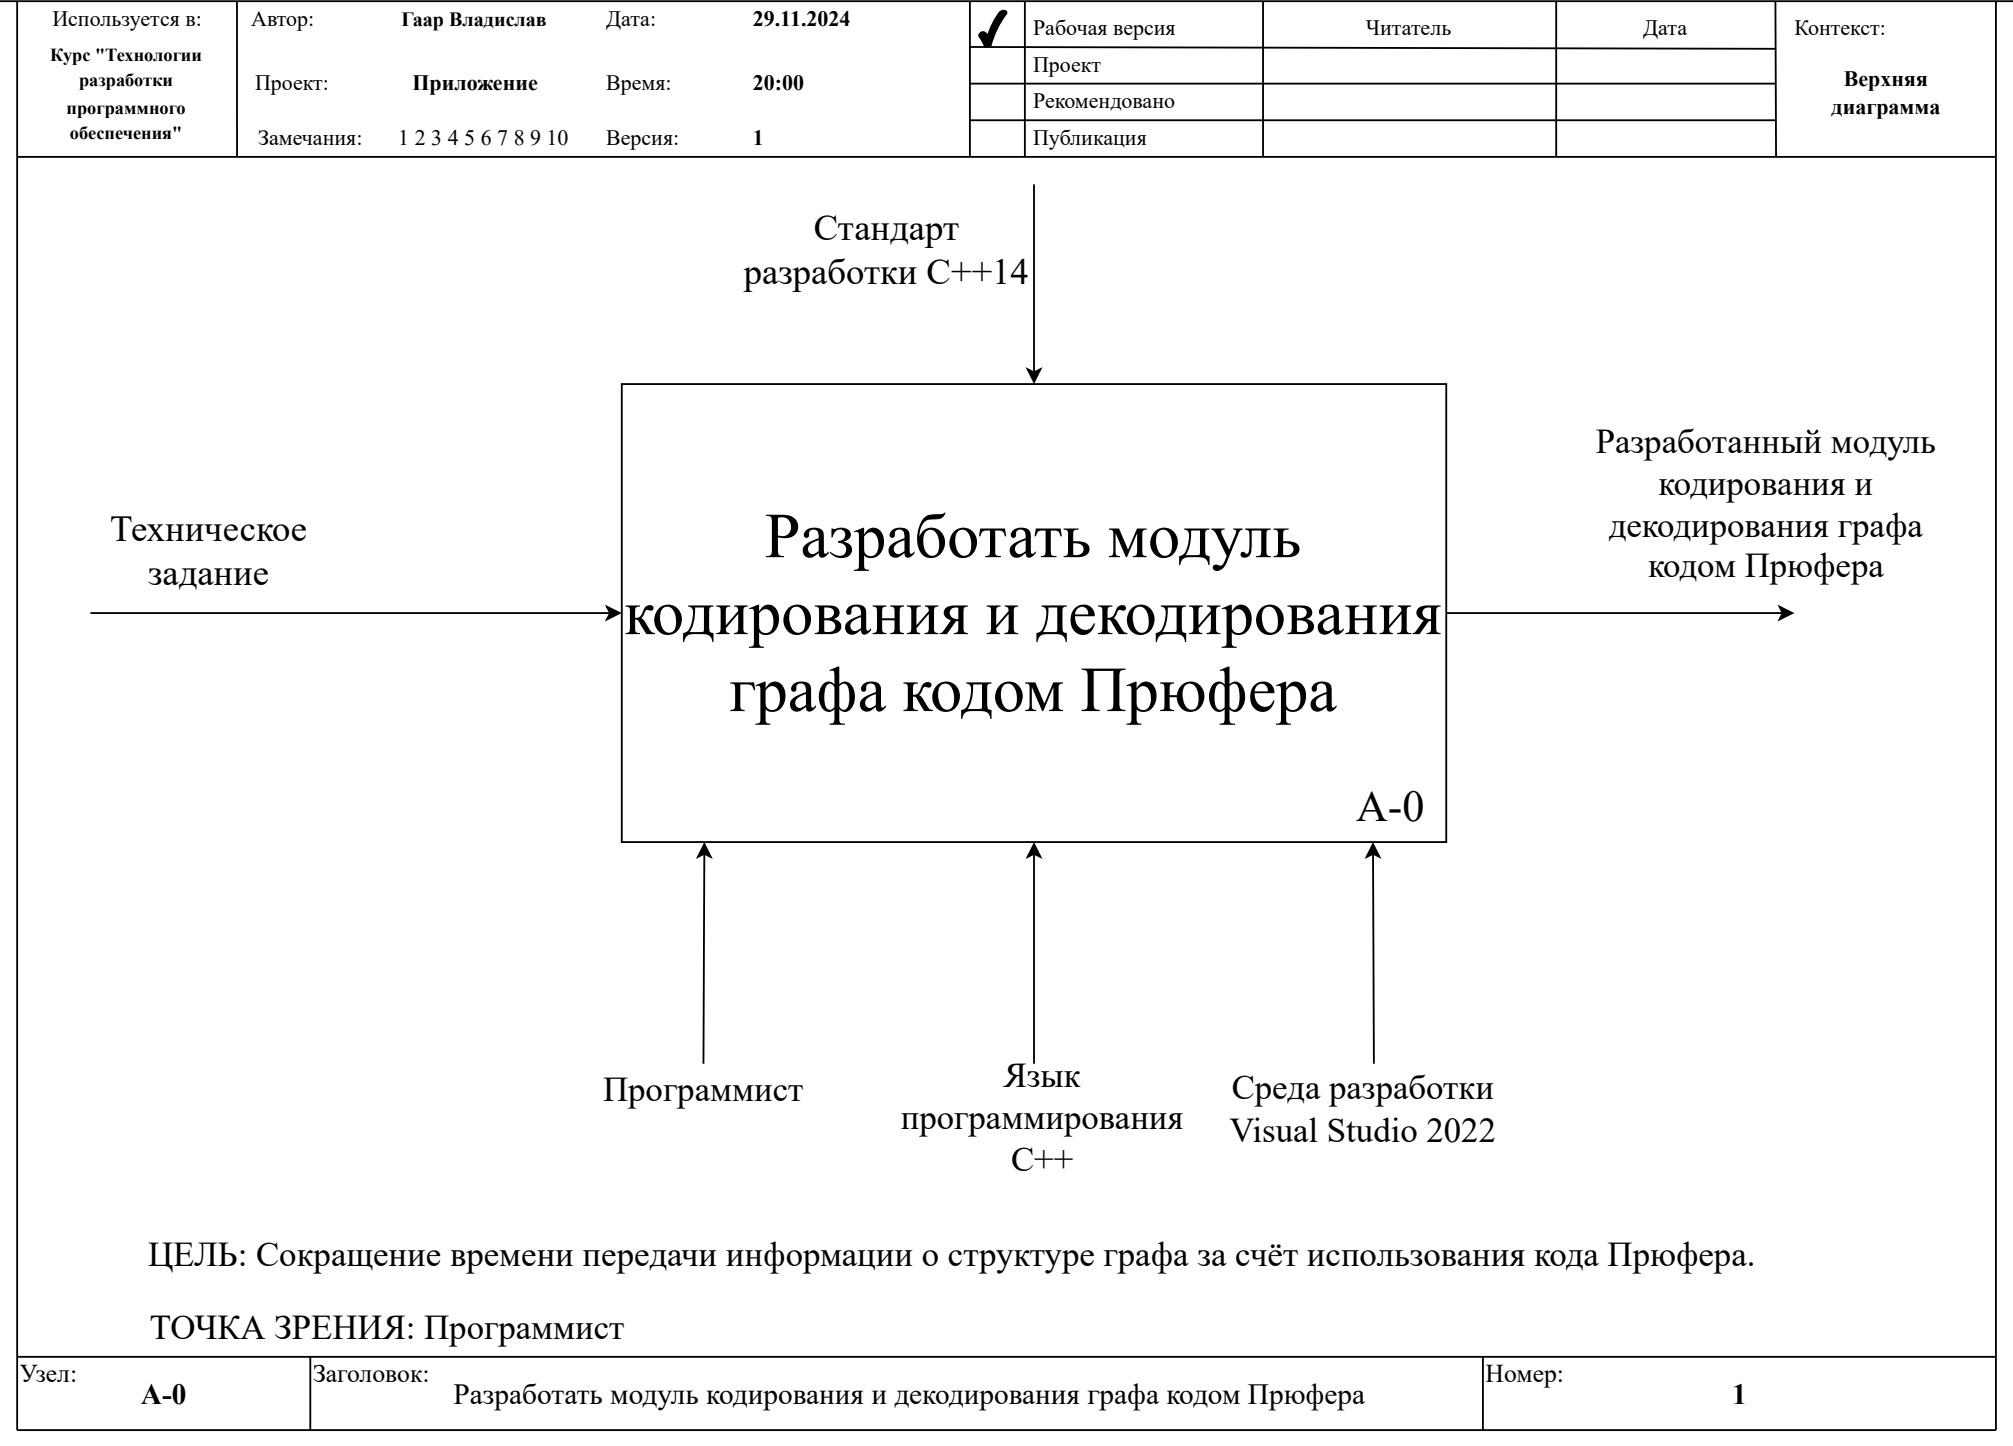 Используется в:
Курс "Технологии
разработки
программного
обеспечения"
Автор: Гаар Владислав Дата: 29.11.2024
Проект: Приложение Время: 20:00
Замечания: 1 2 3 4 5 6 7 8 9 10 Версия: 1
Рабочая версия Читатель Дата
Проект
Рекомендовано
Публикация
Контекст:
Верхняя
диаграмма
Стандарт
разработки C++14
Техническое
задание
Разработать модуль
кодирования и декодирования
графа кодом Прюфера
A-0
Разработанный модуль
кодирования и
декодирования графа
кодом Прюфера
Программист
Язык
программирования
C++
Среда разработки
Visual Studio 2022
ЦЕЛЬ: Сокращение времени передачи информации о структуре графа за счёт использования кода Прюфера.
ТОЧКА ЗРЕНИЯ: Программист
Узел:
A-0
Заголовок:
Разработать модуль кодирования и декодирования графа кодом Прюфера
Номер:
1